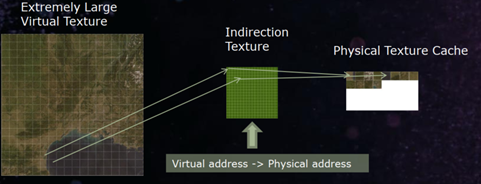 Extremely Large
Virtual Texture
Indirection
Texture
Physical Texture Cache
Virtual address -> Physical address